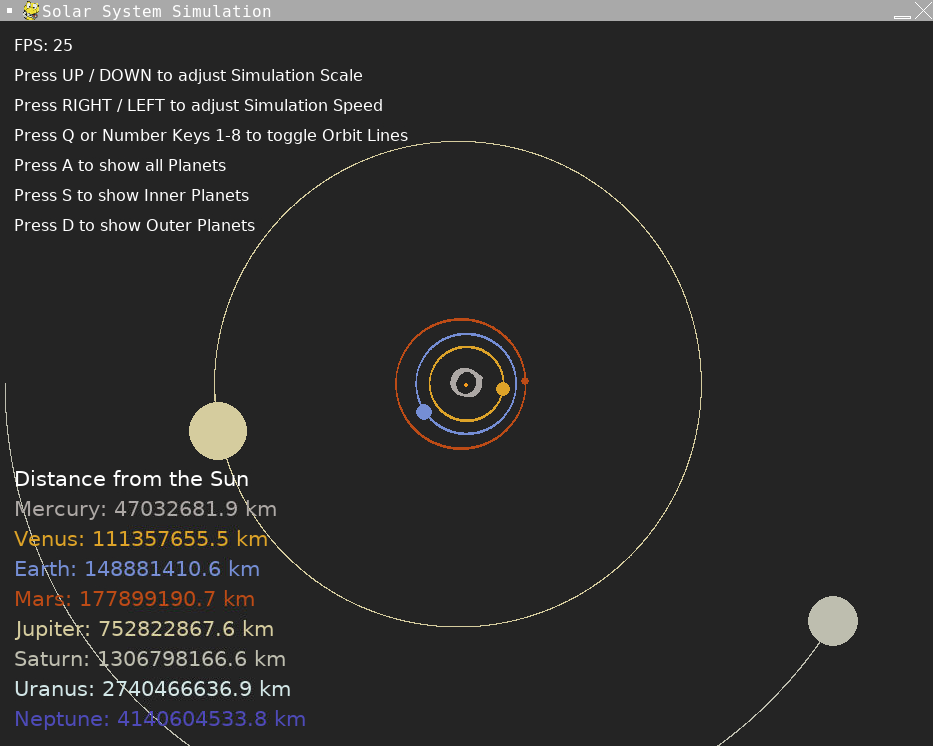 Solar System Simulation
FPS: 25
Press UP / DOWN to adjust Simulation Scale
Press RIGHT / LEFT to adjust Simulation Speed
Press Q or Number Keys 1-8 to toggle Orbit Lines
Press A to show all Planets
Press S to show Inner Planets
Press D to show Outer Planets
Distance from the Sun
Mercury: 47032681.9 km
Venus: 111357655.5 km
Earth: 148881410.6 km
Mars: 177899190.7 km
Jupiter: 752822867.6 km
Saturn: 1306798166.6 km
Uranus: 2740466636.9 km
Neptune: 4140604533.8 km